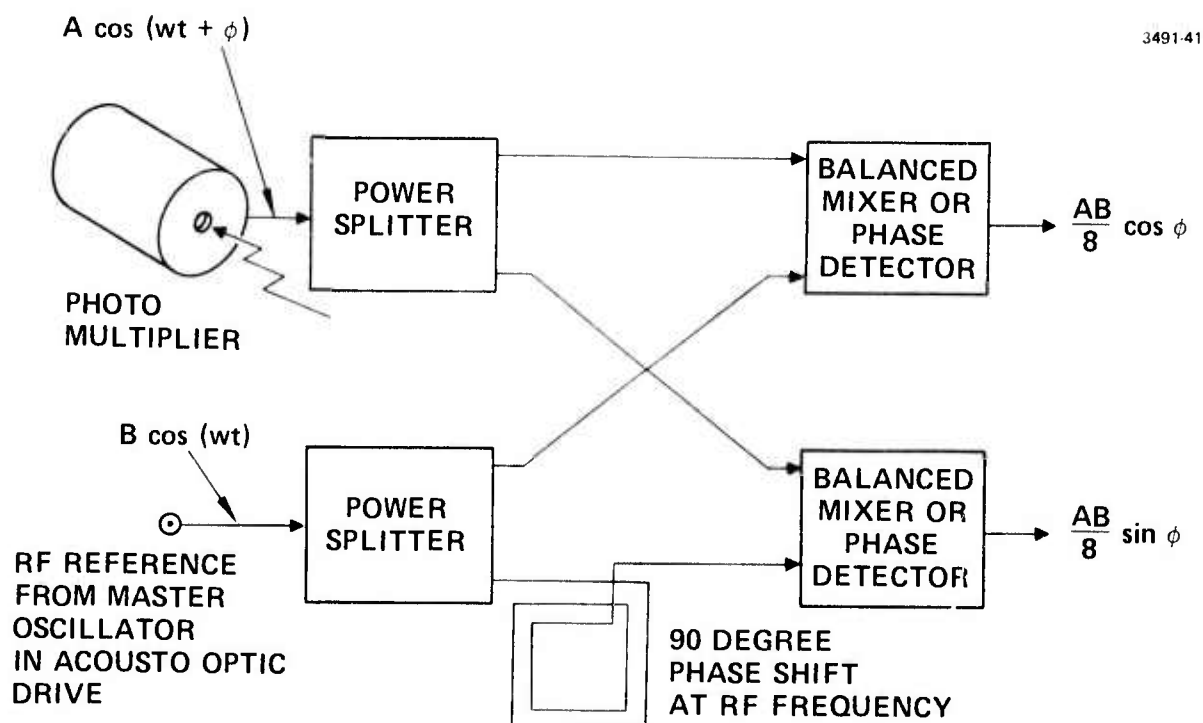 A cos (wt + ϕ)
3491-41
POWER
SPLITTER
BALANCED
MIXER OR
PHASE
DETECTOR
AB/8 cos ϕ
PHOTO
MULTIPLIER
B cos (wt)
POWER
SPLITTER
BALANCED
MIXER OR
PHASE
DETECTOR
AB/8 sin ϕ
RF REFERENCE
FROM MASTER
OSCILLATOR
IN ACOUSTO OPTIC
DRIVE
90 DEGREE
PHASE SHIFT
AT RF FREQUENCY